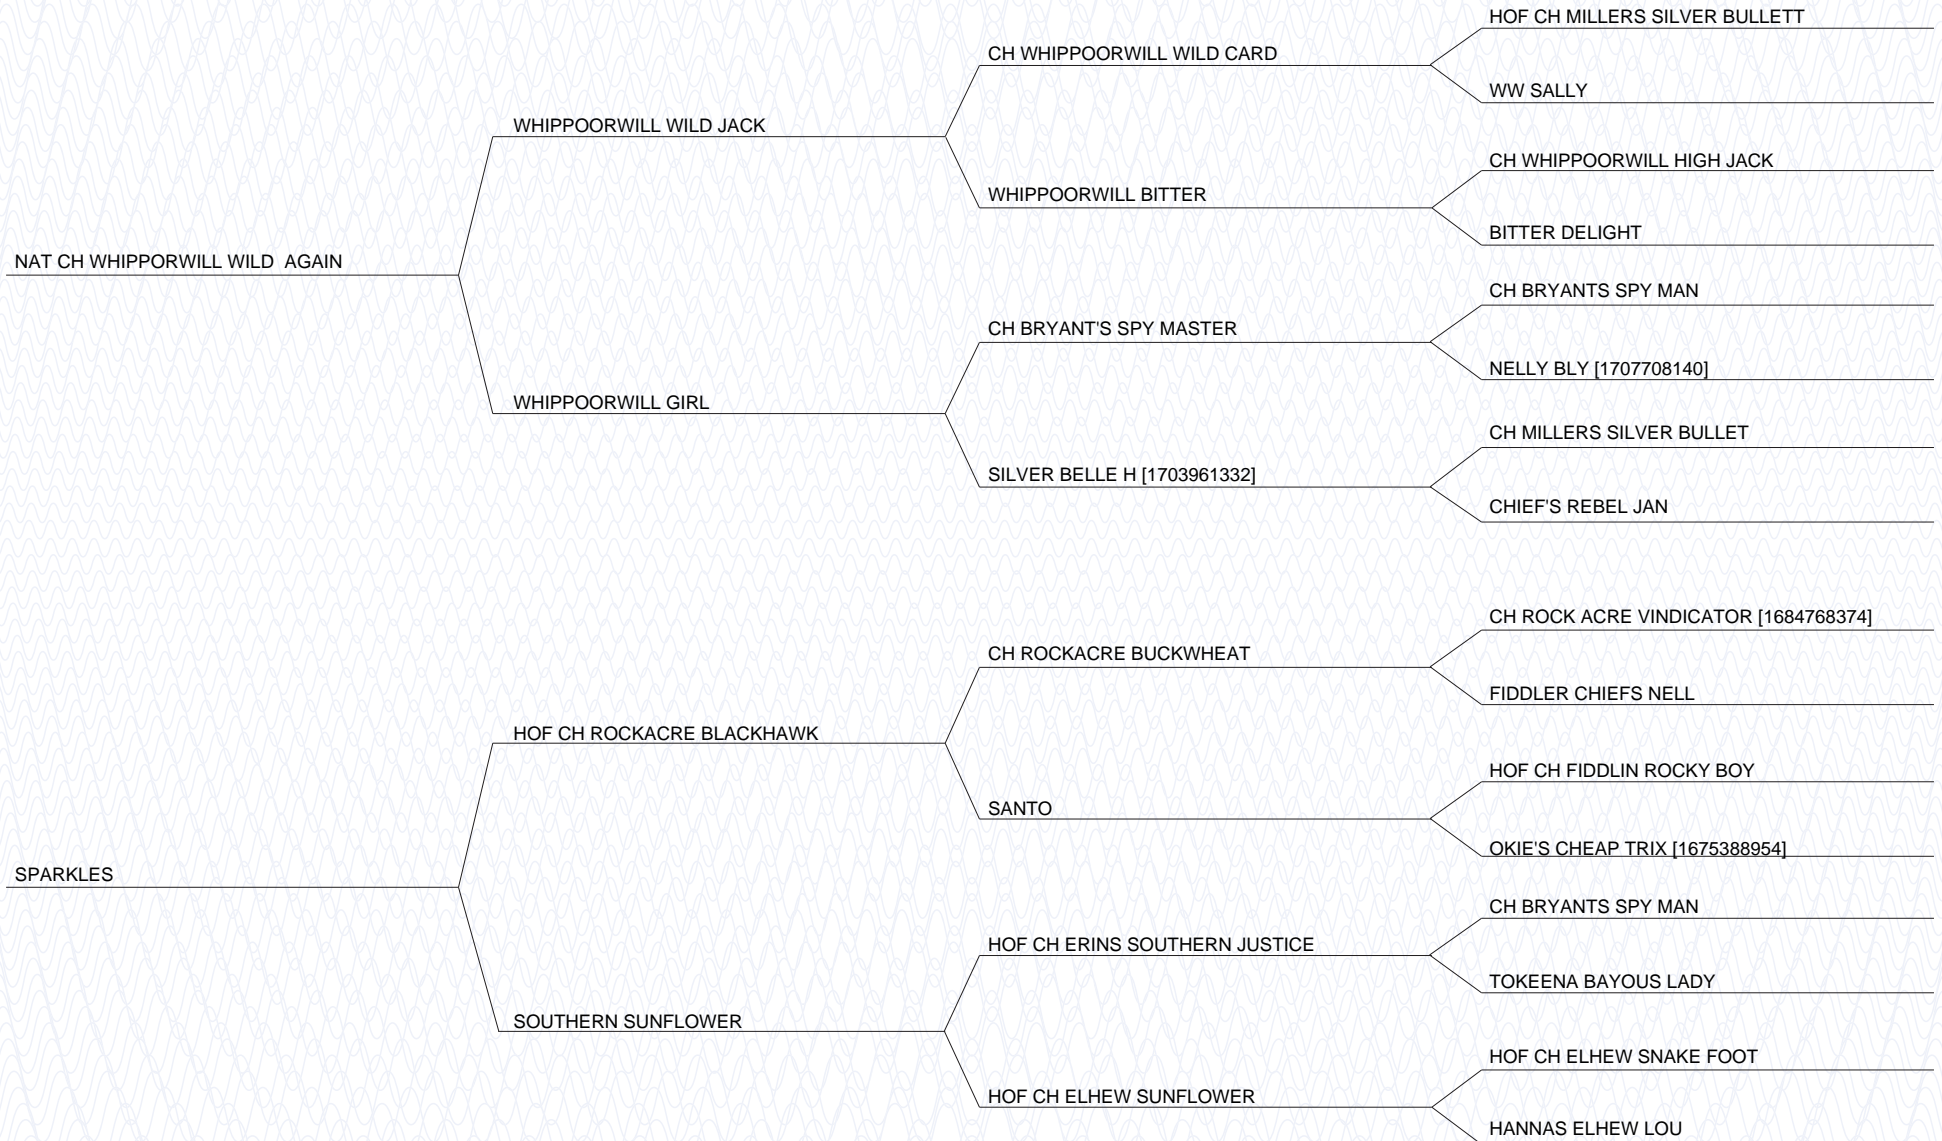 HOF CH MILLERS SILVER BULLETT
CH WHIPPOORWILL WILD CARD
WW SALLY
WHIPPOORWILL WILD JACK
CH WHIPPOORWILL HIGH JACK
WHIPPOORWILL BITTER
BITTER DELIGHT
NAT CH WHIPPORWILL WILD  AGAIN
CH BRYANTS SPY MAN
CH BRYANT'S SPY MASTER
NELLY BLY [1707708140]
WHIPPOORWILL GIRL
CH MILLERS SILVER BULLET
SILVER BELLE H [1703961332]
CHIEF'S REBEL JAN
CH ROCK ACRE VINDICATOR [1684768374]
CH ROCKACRE BUCKWHEAT
FIDDLER CHIEFS NELL
HOF CH ROCKACRE BLACKHAWK
HOF CH FIDDLIN ROCKY BOY
SANTO
OKIE'S CHEAP TRIX [1675388954]
SPARKLES
CH BRYANTS SPY MAN
HOF CH ERINS SOUTHERN JUSTICE
TOKEENA BAYOUS LADY
SOUTHERN SUNFLOWER
HOF CH ELHEW SNAKE FOOT
HOF CH ELHEW SUNFLOWER
HANNAS ELHEW LOU